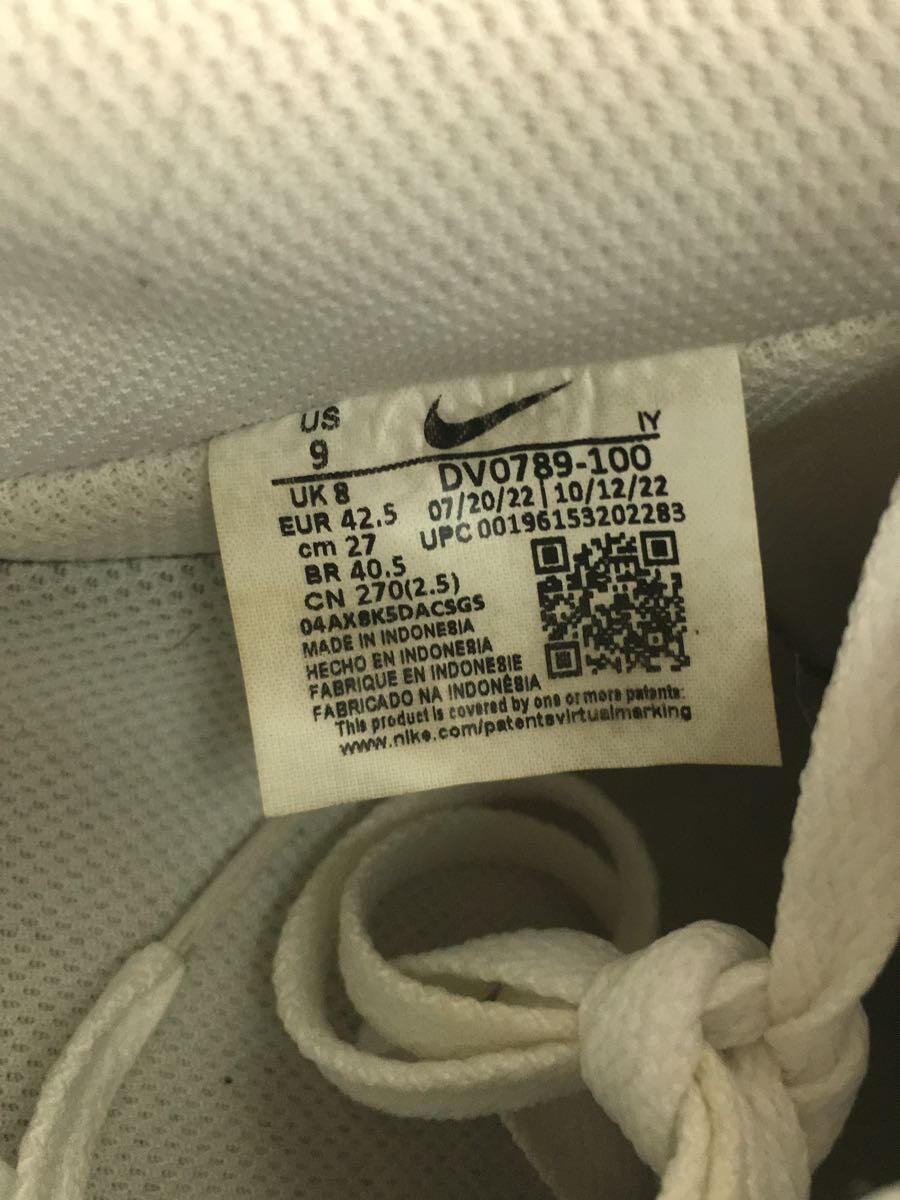 US
9
IY
UK 8
DV0789-100
EUR 42.5
07/20/22 | 10/12/22
cm 27
UPC 00196153202283
BR 40.5
CN 270(2.5)
04AX8K5DACSGS
MADE IN INDONESIA
HECHO EN INDONESIA
FABRIQUE EN INDONESIE
FABRICADO NA INDONÉSIA
This product is covered by one or more patents:
www.nike.com/patentsvirtualmarking